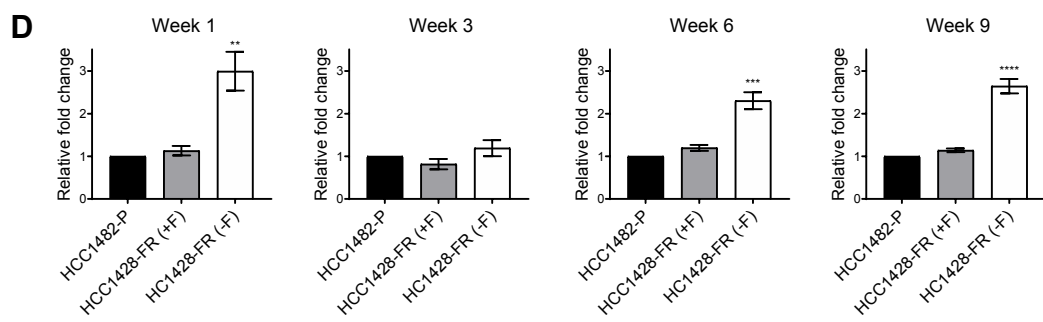 D
Week 1
Relative fold change
3
2
1
0
**
HCC1482-P
HCC1428-FR (+F)
HC1428-FR (-F)
Week 3
Relative fold change
3
2
1
0
HCC1482-P
HCC1428-FR (+F)
HC1428-FR (-F)
Week 6
Relative fold change
3
2
1
0
***
HCC1482-P
HCC1428-FR (+F)
HC1428-FR (-F)
Week 9
Relative fold change
3
2
1
0
****
HCC1482-P
HCC1428-FR (+F)
HC1428-FR (-F)